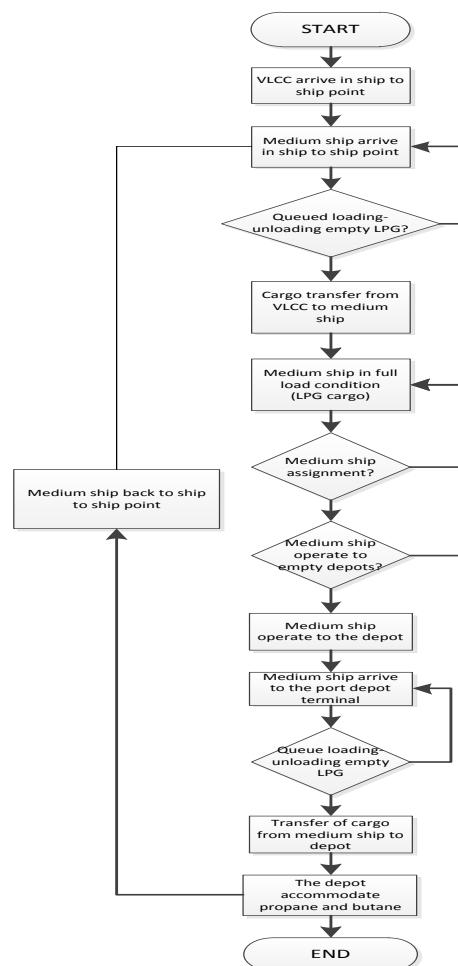 START
VLCC arrive in ship to
ship point
Medium ship arrive
in ship to ship point
Queued loading-
unloading empty LPG?
Cargo transfer from
VLCC to medium
ship
Medium ship in full
load condition
(LPG cargo)
Medium ship
assignment?
Medium ship back to ship
to ship point
Medium ship
operate to
empty depots?
Medium ship
operate to the depot
Medium ship arrive
to the port depot
terminal
Queue loading-
unloading empty
LPG
Transfer of cargo
from medium ship to
depot
The depot
accommodate
propane and butane
END